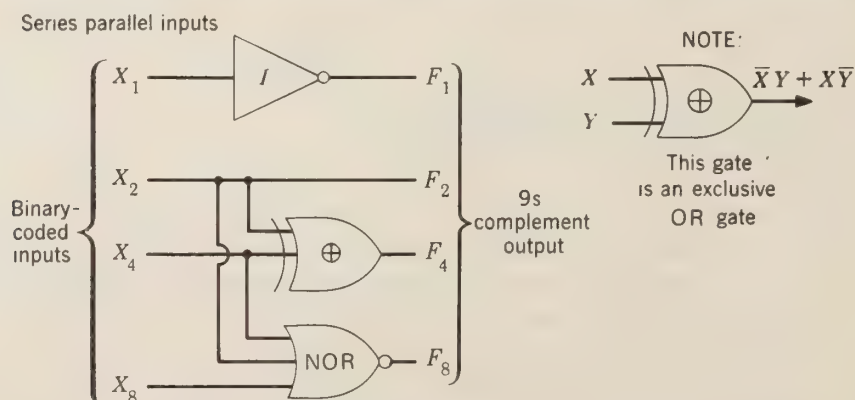 Series parallel inputs
X₁
I
F₁
X₂
F₂
Binary-
coded
inputs
X₄
⊕
F₄
9s
complement
output
NOR
F₈
X₈
NOTE:
X
Y
⊕
X̅Y + XY̅
This gate
is an exclusive
OR gate